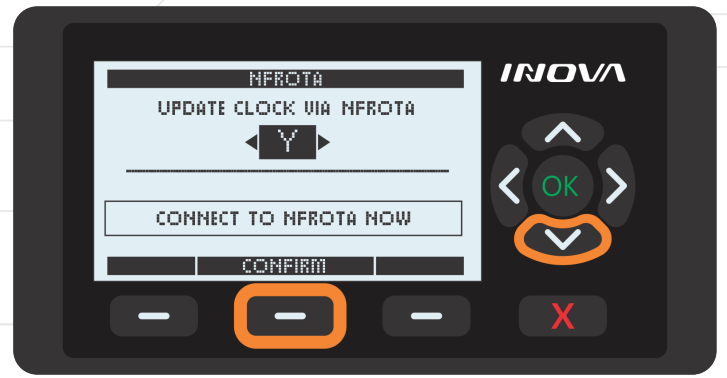 NFROTA
INOVA
UPDATE CLOCK VIA NFROTA
Y
OK
CONNECT TO NFROTA NOW
CONFIRM
X